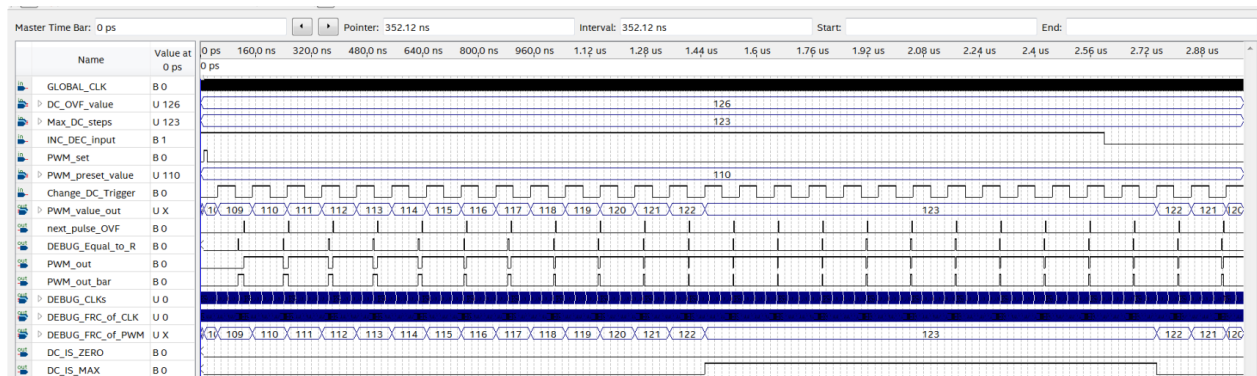 Master Time Bar: 0 ps Pointer: 352.12 ns Interval: 352.12 ns Start: End:
Name Value at 0 ps
0 ps 160,0 ns 320,0 ns 480,0 ns 640,0 ns 800,0 ns 960,0 ns 1.12 us 1.28 us 1.44 us 1.6 us 1.76 us 1.92 us 2.08 us 2.24 us 2.4 us 2.56 us 2.72 us 2.88 us
0 ps
GLOBAL_CLK B 0
DC_OVF_value U 126 126
Max_DC_steps U 123 123
INC_DEC_input B 1
PWM_set B 0
PWM_preset_value U 110 110
Change_DC_Trigger B 0
PWM_value_out U X 109 110 111 112 113 114 115 116 117 118 119 120 121 122 123 122 121
next_pulse_OVF B 0
DEBUG_Equal_to_R B 0
PWM_out B 0
PWM_out_bar B 0
DEBUG_CLKs U 0
DEBUG_FRC_of_CLK U 0
DEBUG_FRC_of_PWM U X 109 110 111 112 113 114 115 116 117 118 119 120 121 122 123 122 121
DC_IS_ZERO B 0
DC_IS_MAX B 0